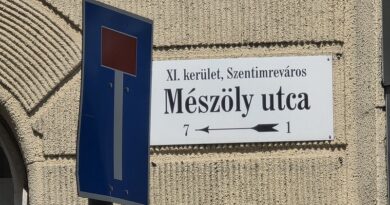 XI. kerület, Szentimreváros
Mészöly utca
7 1